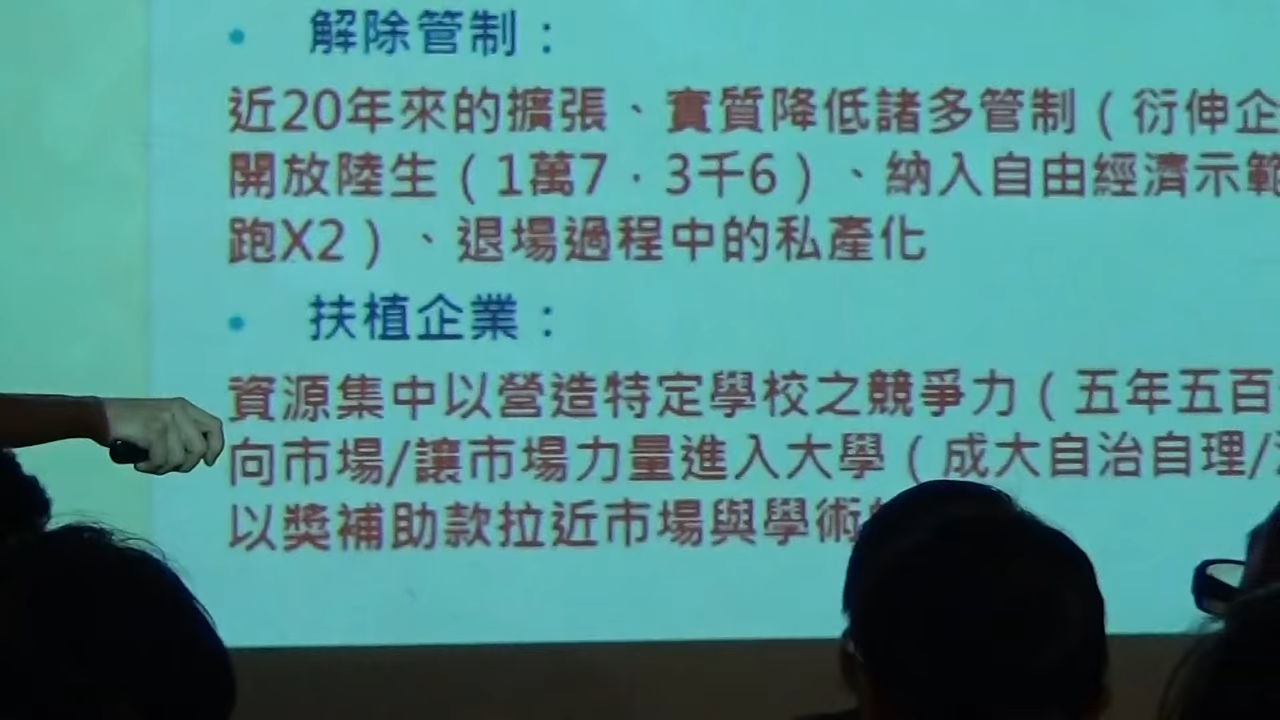 • 解除管制：
近20年來的擴張、實質降低諸多管制（衍伸企
開放陸生（1萬7．3千6）、納入自由經濟示範
跑X2）、退場過程中的私產化
• 扶植企業：
資源集中以營造特定學校之競爭力（五年五百
向市場/讓市場力量進入大學（成大自治自理/
以獎補助款拉近市場與學術